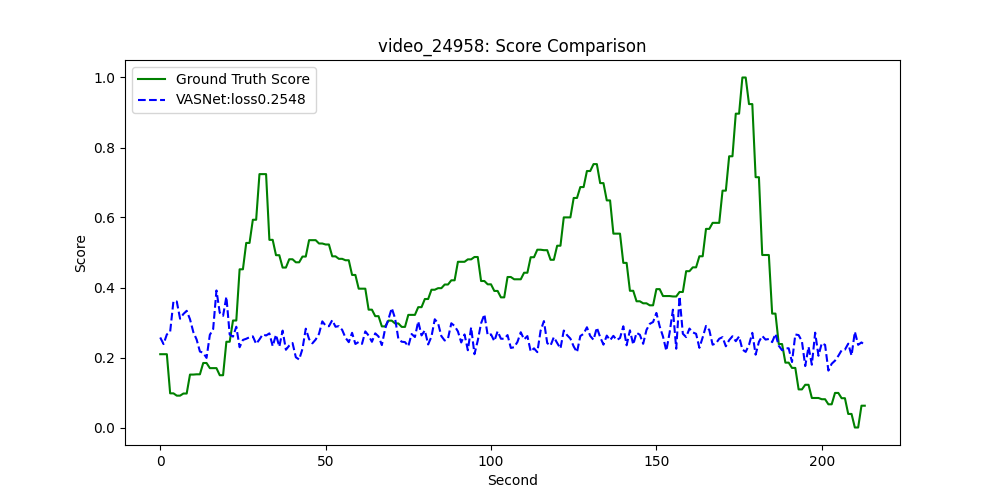 video_24958: Score Comparison
Ground Truth Score
VASNet:loss0.2548
1.0
0.8
0.6
0.4
0.2
0.0
Score
0 50 100 150 200
Second